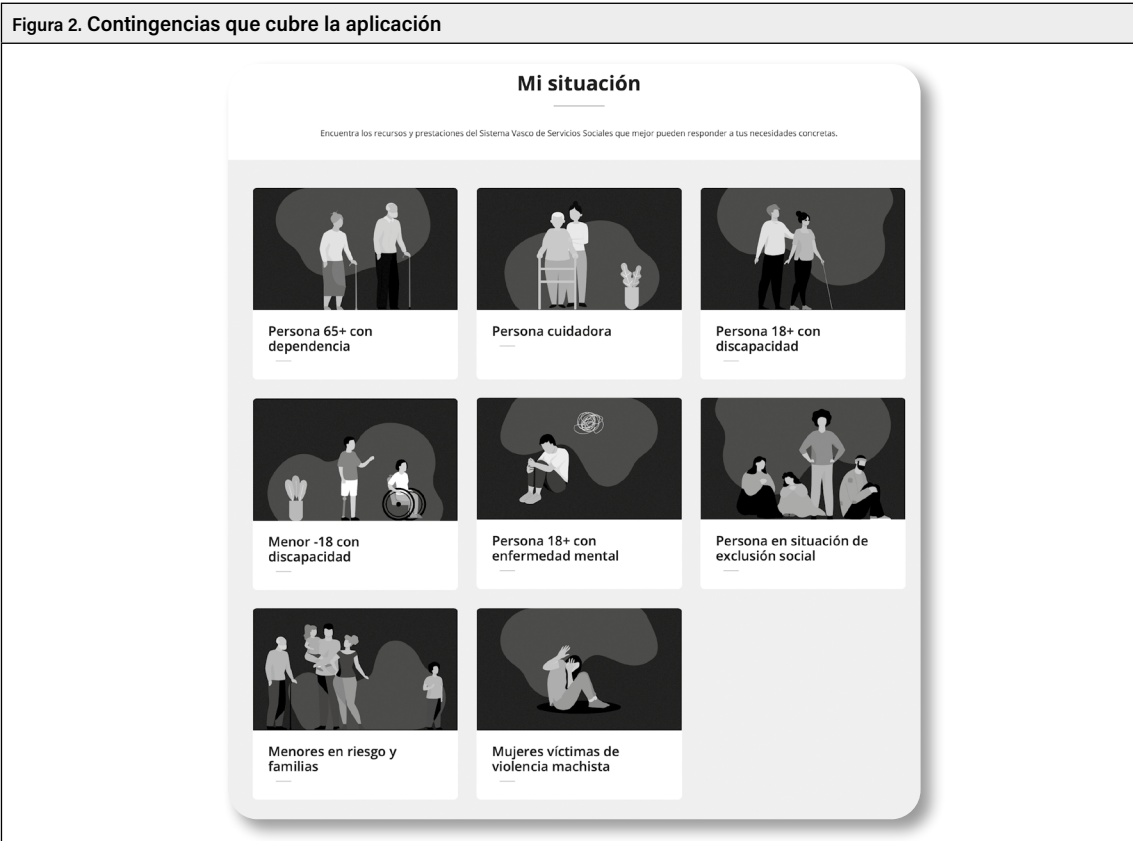 Figura 2. Contingencias que cubre la aplicación
Mi situación
Encuentra los recursos y prestaciones del Sistema Vasco de Servicios Sociales que mejor pueden responder a tus necesidades concretas.
Persona 65+ con
dependencia
Persona cuidadora
Persona 18+ con
discapacidad
Menor -18 con
discapacidad
Persona 18+ con
enfermedad mental
Persona en situación de
exclusión social
Menores en riesgo y
familias
Mujeres víctimas de
violencia machista